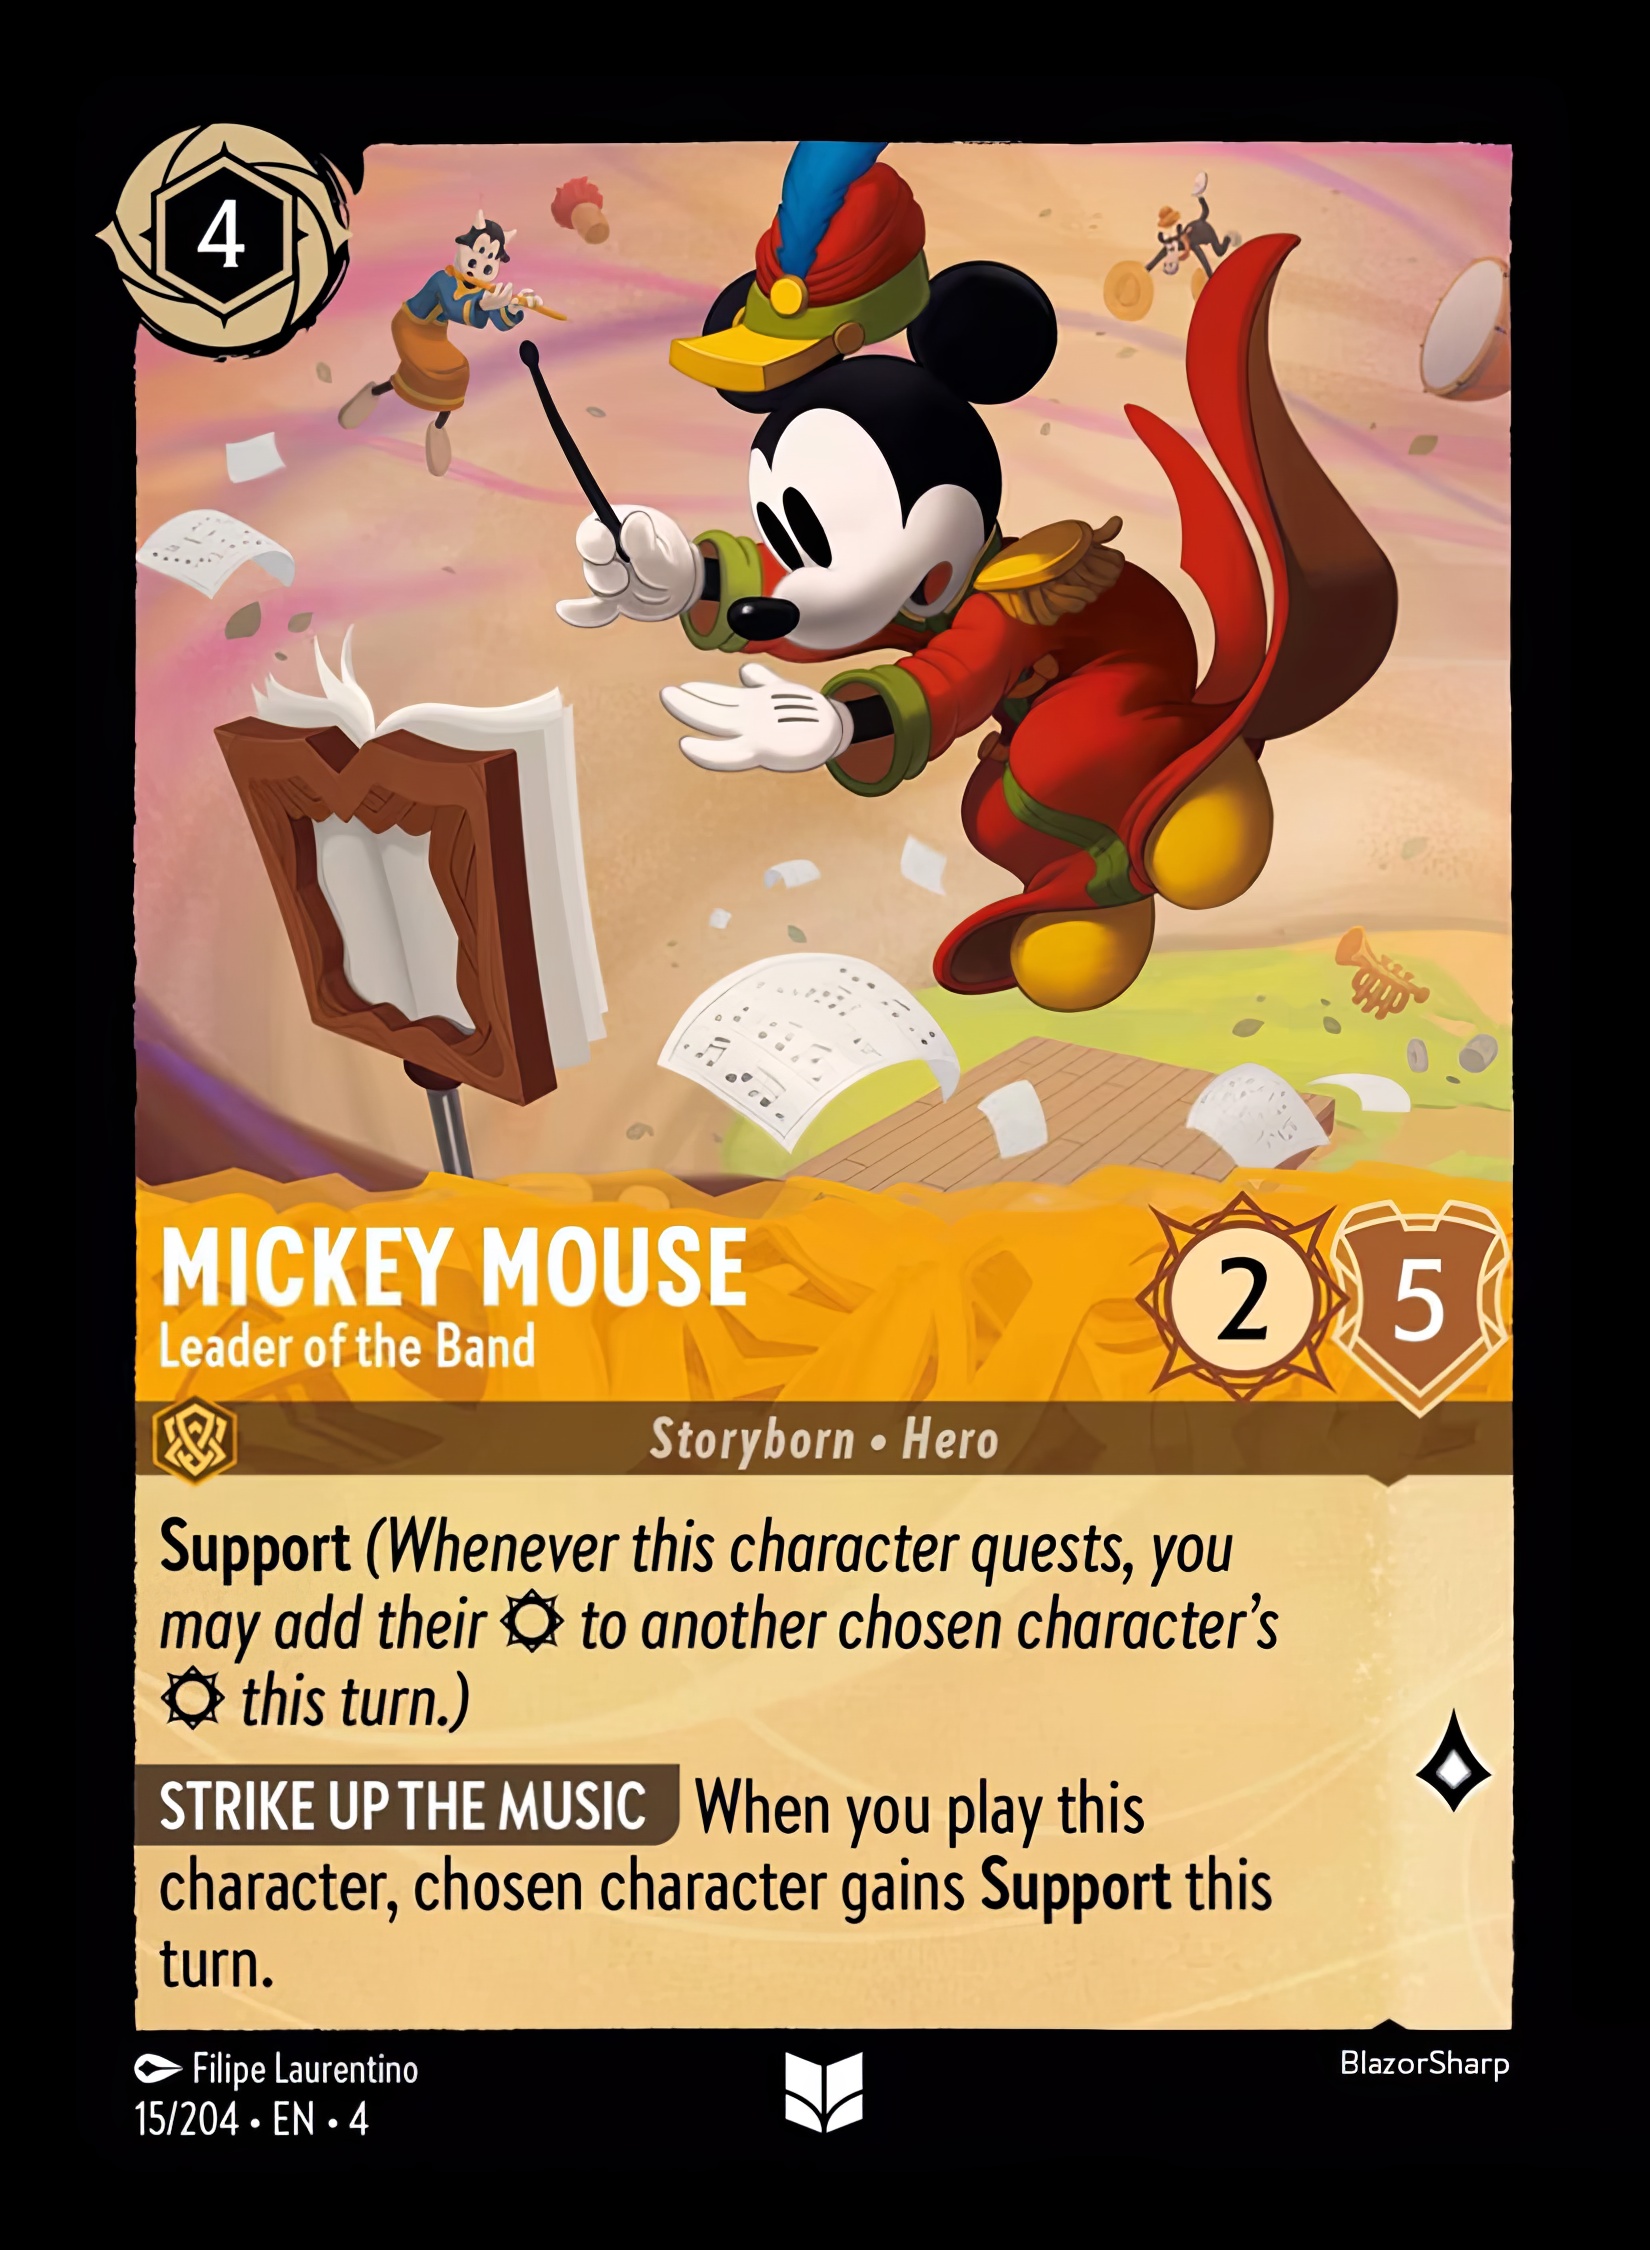 4
MICKEY MOUSE
Leader of the Band
2
5
Storyborn • Hero
Support (Whenever this character quests, you
may add their to another chosen character's
this turn.)
STRIKE UP THE MUSIC When you play this
character, chosen character gains Support this
turn.
Filipe Laurentino
BlazorSharp
15/204 • EN • 4